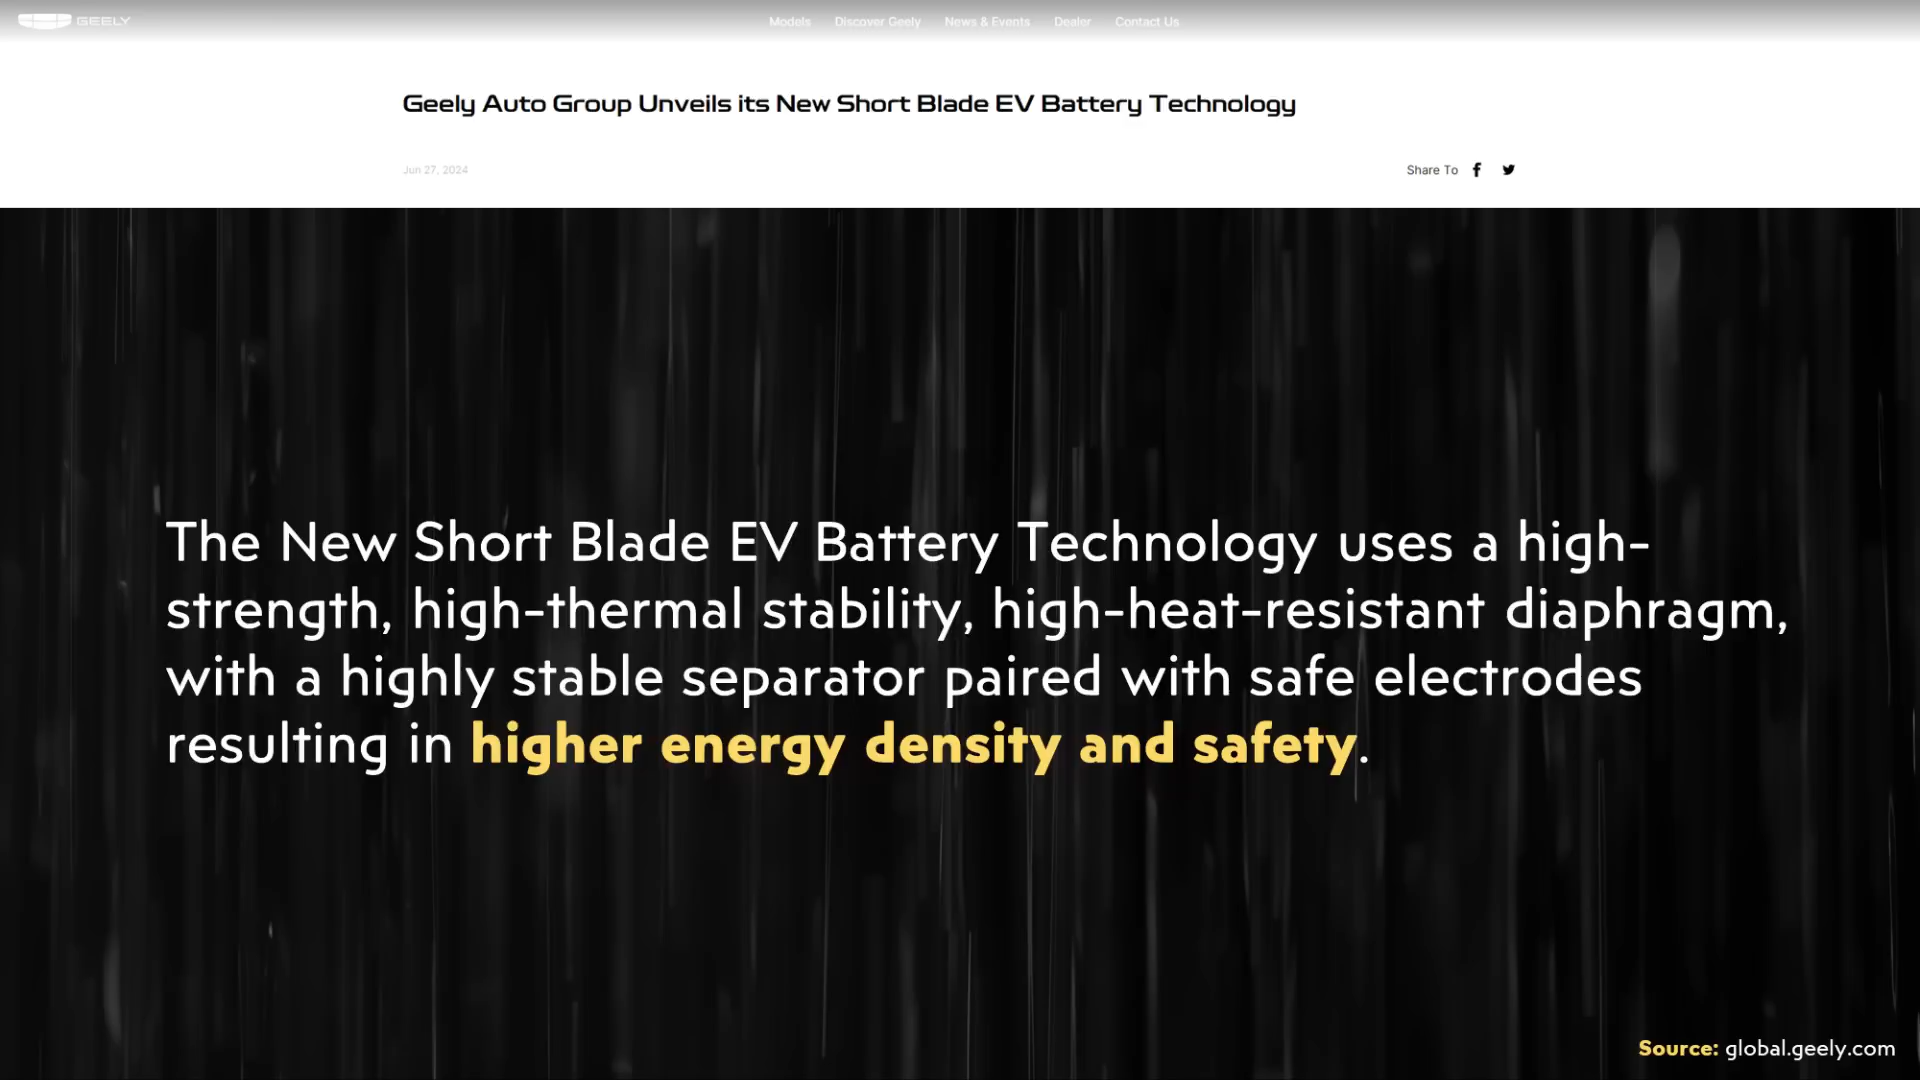 GEELY
Models Discover Geely News & Events Dealer Contact Us
Geely Auto Group Unveils its New Short Blade EV Battery Technology
Jun 27, 2024
Share To
The New Short Blade EV Battery Technology uses a high-
strength, high-thermal stability, high-heat-resistant diaphragm,
with a highly stable separator paired with safe electrodes
resulting in higher energy density and safety.
Source: global.geely.com